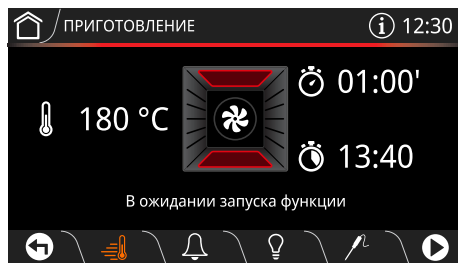 ПРИГОТОВЛЕНИЕ
i 12:30
180 °C
01:00'
13:40
В ожидании запуска функции